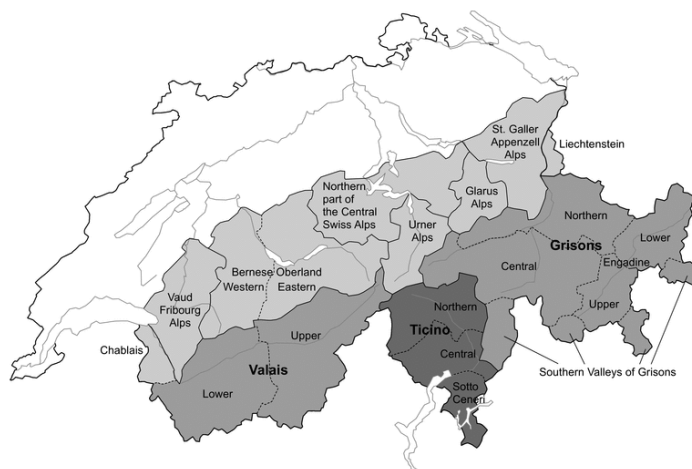 St. Galler
Appenzell
Alps
Liechtenstein
Northern
part of
the Central
Swiss Alps
Glarus
Alps
Urner
Alps
Northern
Grisons
Lower
Central
Engadine
Upper
Bernese Oberland
Western Eastern
Vaud
Fribourg
Alps
Chablais
Upper
Valais
Lower
Northern
Ticino
Central
Sotto
Ceneri
Southern Valleys of Grisons